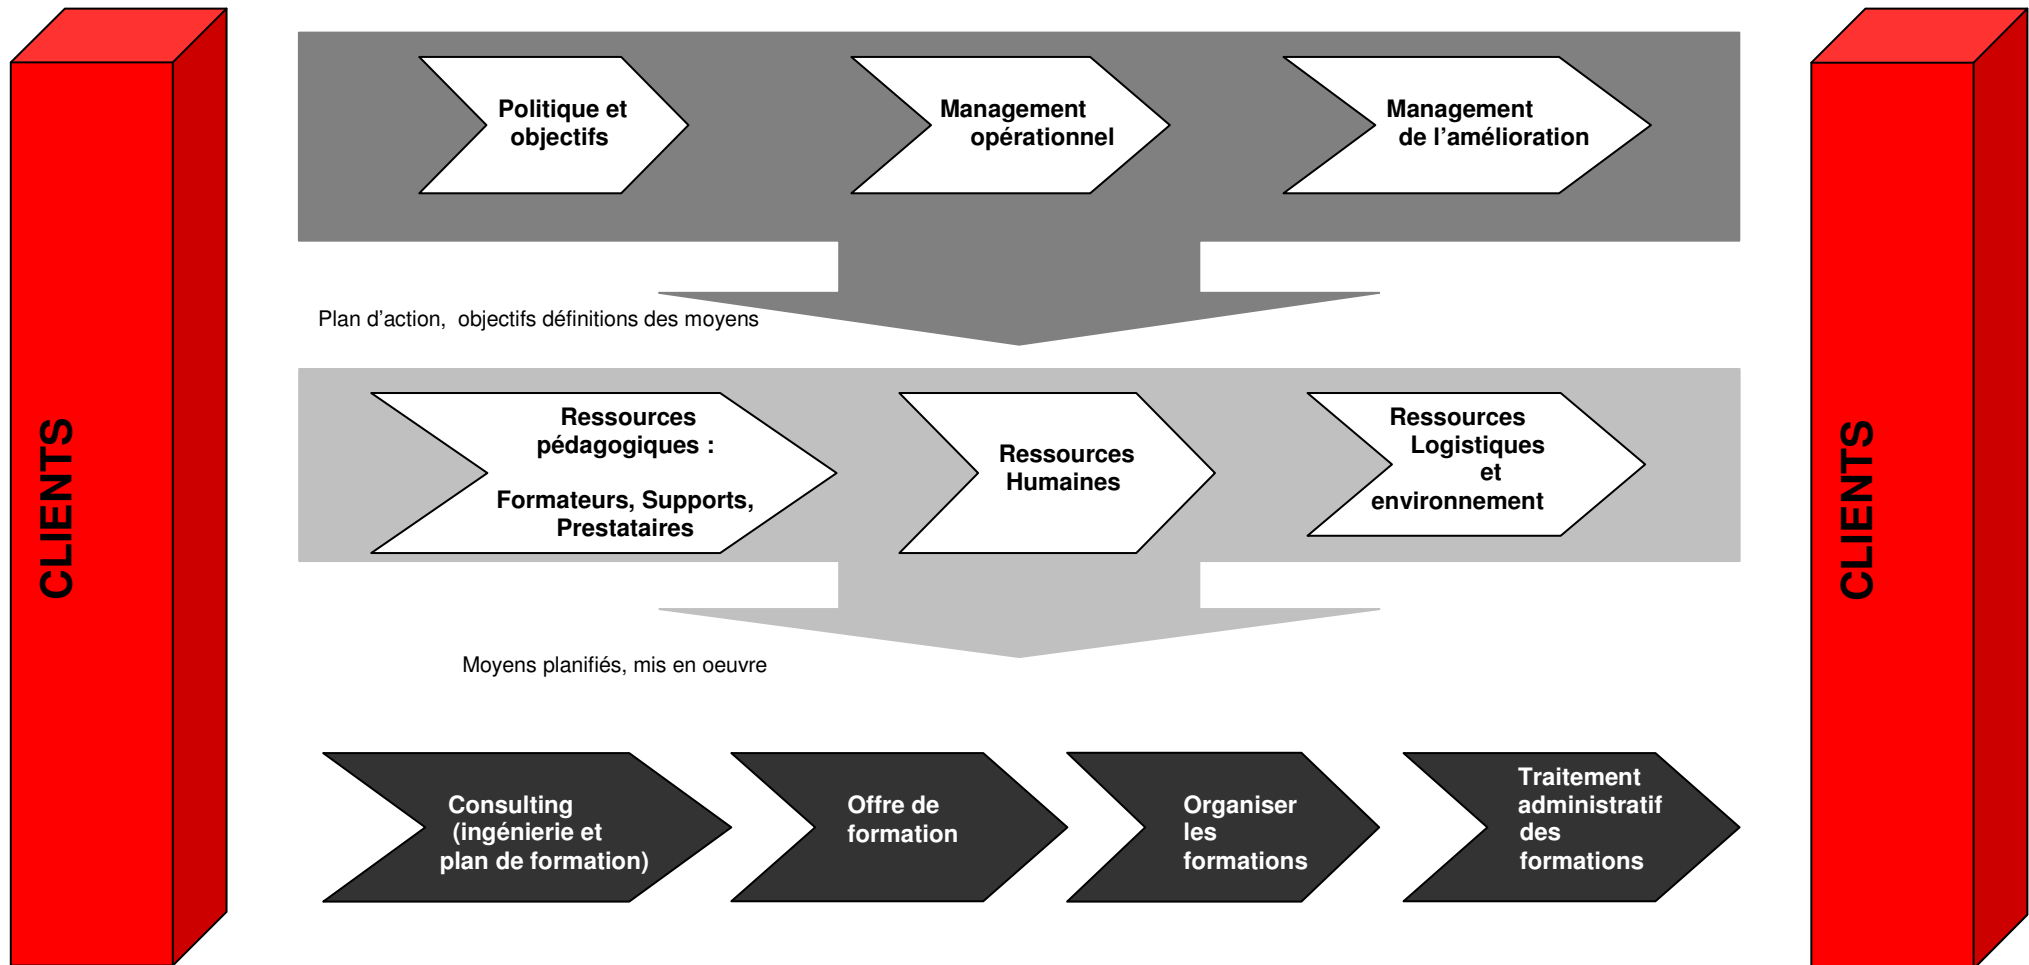 CLIENTS
Politique et
objectifs
Management
opérationnel
Management
de l’amélioration
Plan d’action,  objectifs définitions des moyens
Ressources
pédagogiques :
Formateurs, Supports,
Prestataires
Ressources
Humaines
Ressources
Logistiques
et
environnement
Moyens planifiés, mis en oeuvre
Consulting
(ingénierie et
plan de formation)
Offre de
formation
Organiser
les
formations
Traitement
administratif
des
formations
CLIENTS